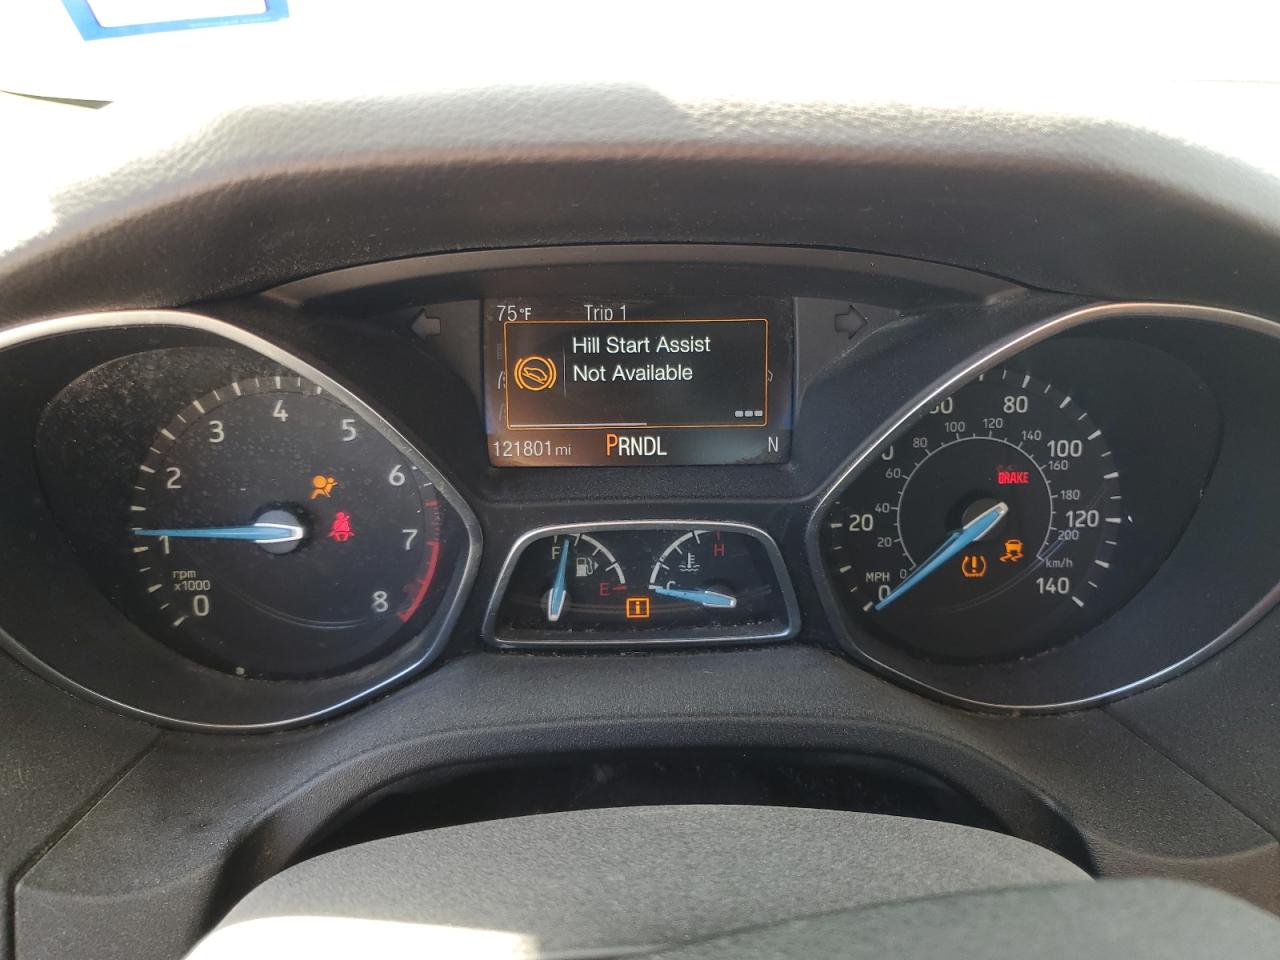 75°F Trip 1
Hill Start Assist
Not Available
121801 mi PRNDL N
0 1 2 3 4 5 6 7 8
rpm
x1000
F E
C H
i
BRAKE
0 20 80 100 120 140
MPH
0 20 40 60 80 100 120 140 160 180 200
km/h